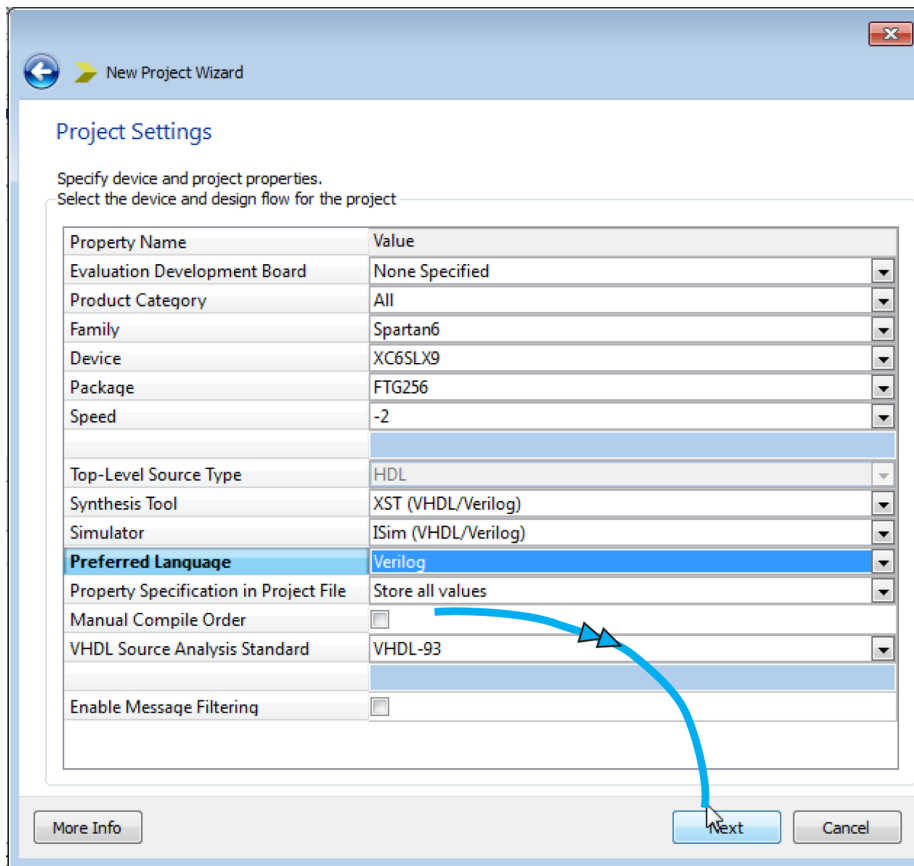 New Project Wizard
Project Settings
Specify device and project properties.
Select the device and design flow for the project
Property Name Value
Evaluation Development Board None Specified
Product Category All
Family Spartan6
Device XC6SLX9
Package FTG256
Speed -2
Top-Level Source Type HDL
Synthesis Tool XST (VHDL/Verilog)
Simulator ISim (VHDL/Verilog)
Preferred Language Verilog
Property Specification in Project File Store all values
Manual Compile Order
VHDL Source Analysis Standard VHDL-93
Enable Message Filtering
More Info Next Cancel